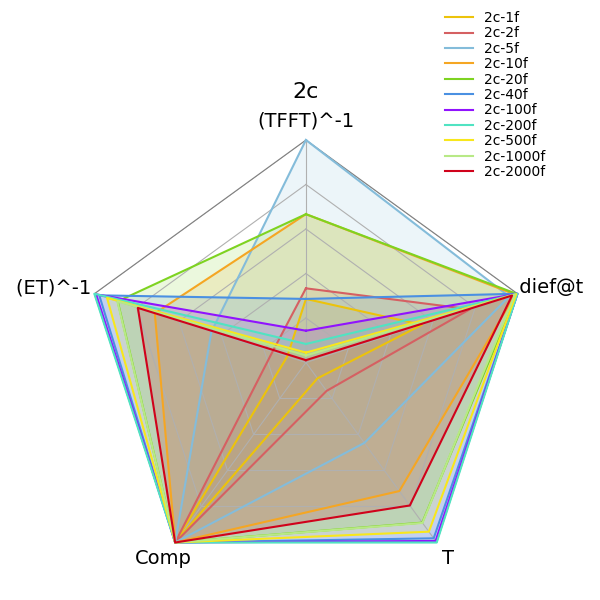 2c-1f
2c-2f
2c-5f
2c-10f
2c-20f
2c-40f
2c-100f
2c-200f
2c-500f
2c-1000f
2c-2000f
2c
(TFFT)^-1
(ET)^-1
dief@t
Comp
T